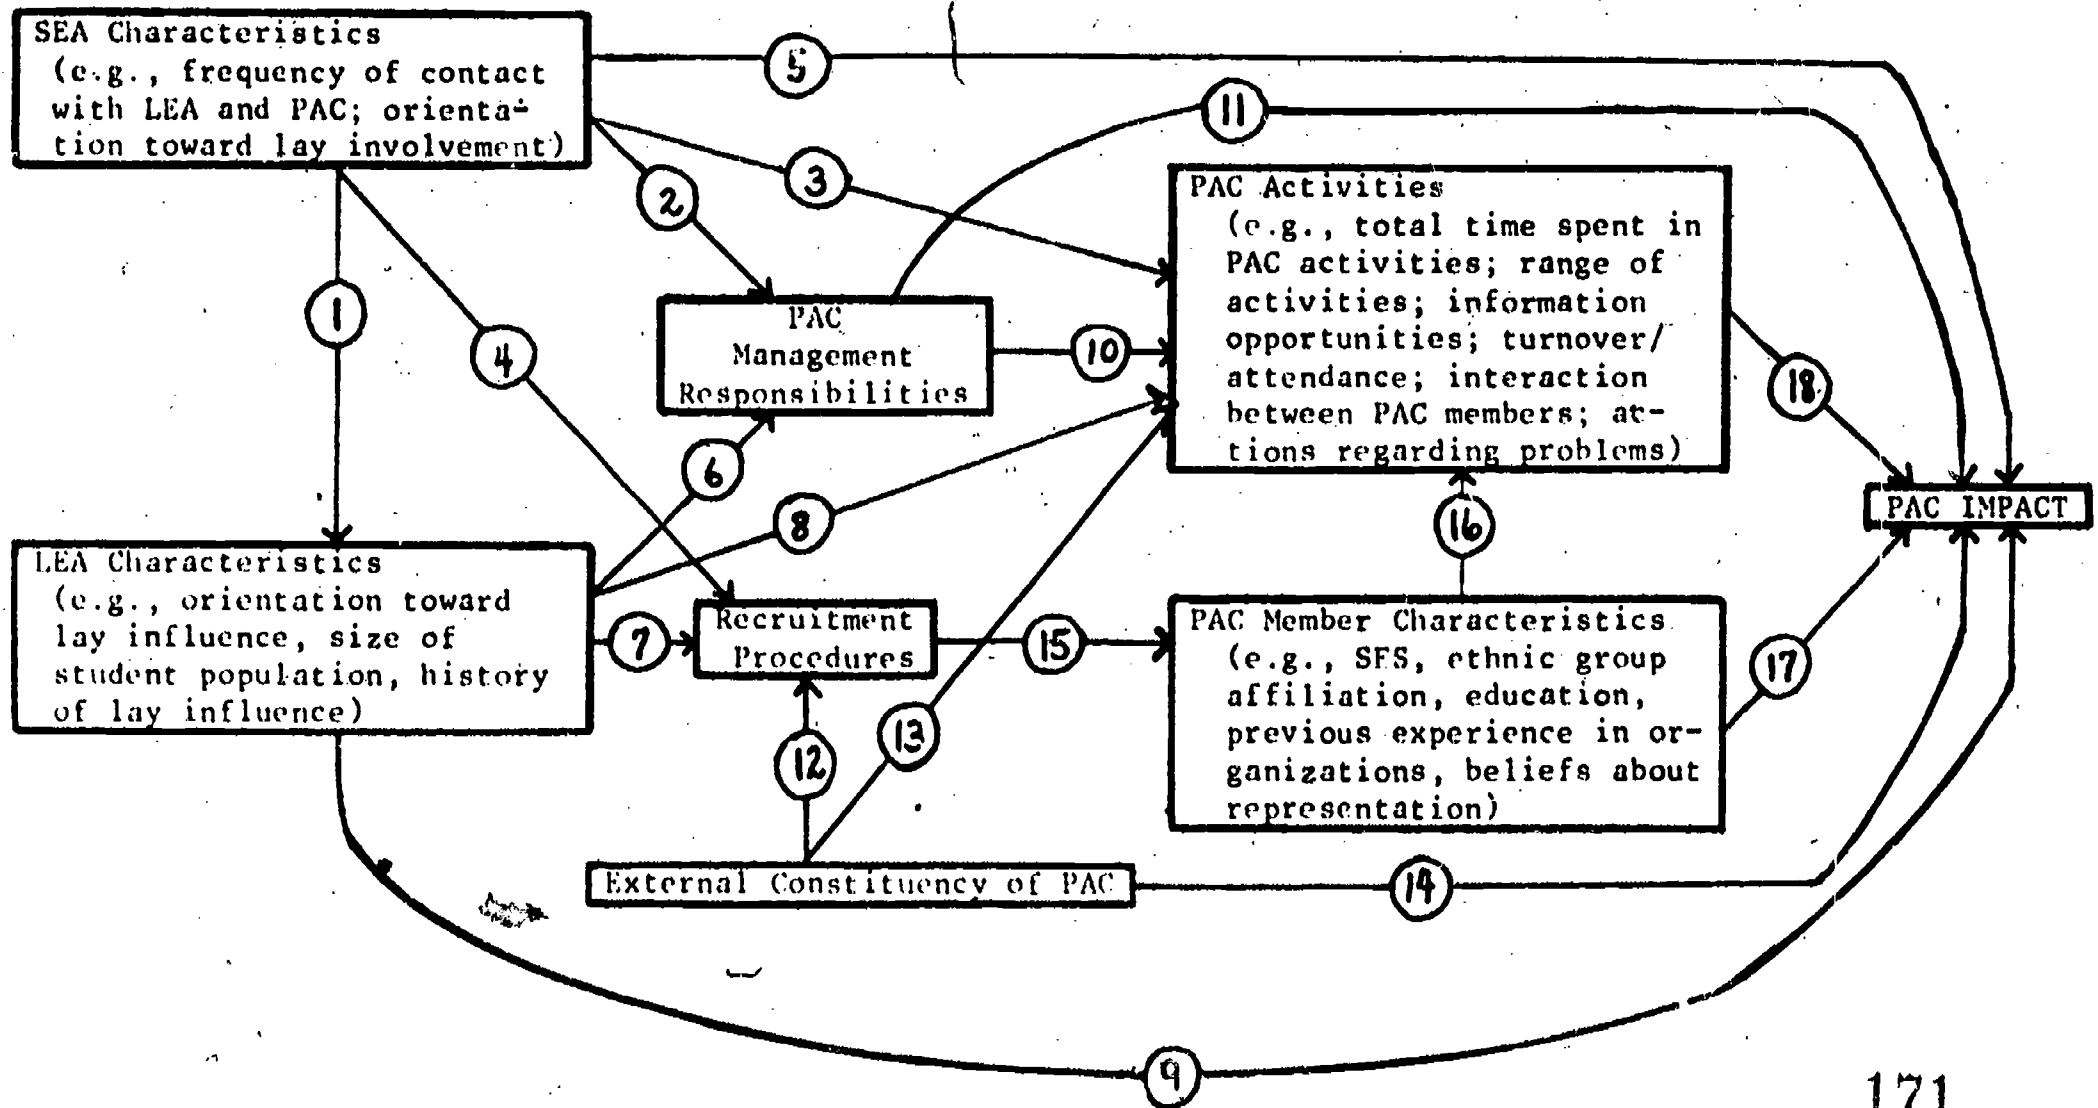 SEA Characteristics
(e.g., frequency of contact
with LEA and PAC; orienta-
tion toward lay involvement)
5
11
3
2
PAC Activities
(e.g., total time spent in
PAC activities; range of
activities; information
opportunities; turnover/
attendance; interaction
between PAC members; ac-
tions regarding problems)
1
4
PAC
Management
Responsibilities
10
18
6
8
16
PAC IMPACT
LEA Characteristics
(e.g., orientation toward
lay influence, size of
student population, history
of lay influence)
7
Recruitment
Procedures
15
PAC Member Characteristics
(e.g., SES, ethnic group
affiliation, education,
previous experience in or-
ganizations, beliefs about
representation)
17
12
13
External Constituency of PAC
14
9
171